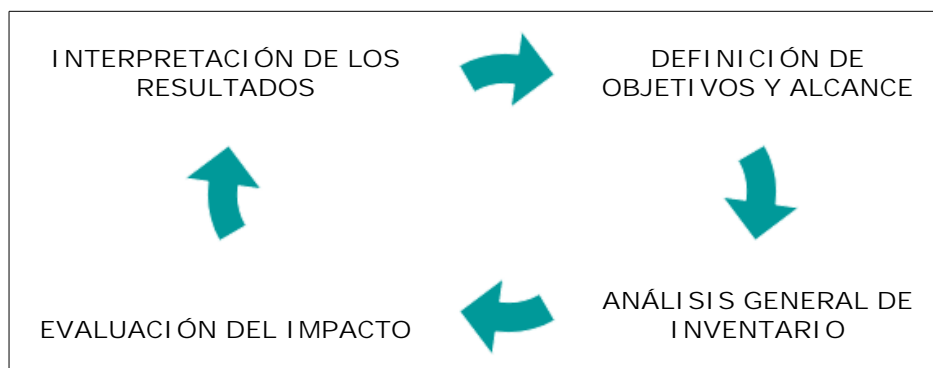 INTERPRETACIÓN DE LOS
RESULTADOS
DEFINICIÓN DE
OBJETIVOS Y ALCANCE
EVALUACIÓN DEL IMPACTO
ANÁLISIS GENERAL DE
INVENTARIO